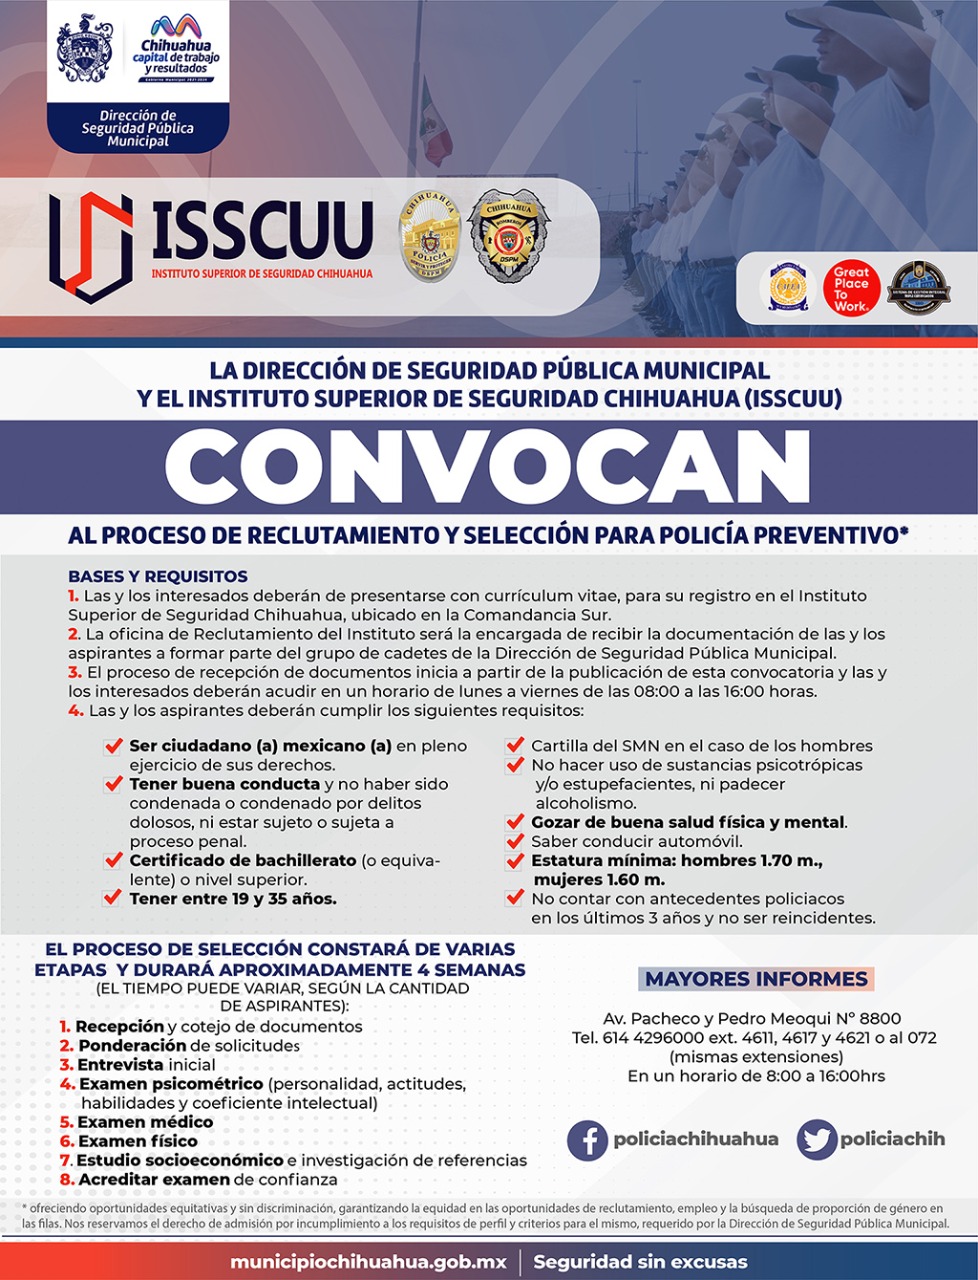 Chihuahua
capital de trabajo
y resultados
Gobierno Municipal 2021-2024
Dirección de
Seguridad Pública
Municipal
ISSCUU
INSTITUTO SUPERIOR DE SEGURIDAD CHIHUAHUA
CHIHUAHUA
POLICÍA
CHIHUAHUA
BOMBEROS
DSPM
Great
Place
To
Work.
LA DIRECCIÓN DE SEGURIDAD PÚBLICA MUNICIPAL
Y EL INSTITUTO SUPERIOR DE SEGURIDAD CHIHUAHUA (ISSCUU)
CONVOCAN
AL PROCESO DE RECLUTAMIENTO Y SELECCIÓN PARA POLICÍA PREVENTIVO*
BASES Y REQUISITOS
1. Las y los interesados deberán de presentarse con currículum vitae, para su registro en el Instituto
Superior de Seguridad Chihuahua, ubicado en la Comandancia Sur.
2. La oficina de Reclutamiento del Instituto será la encargada de recibir la documentación de las y los
aspirantes a formar parte del grupo de cadetes de la Dirección de Seguridad Pública Municipal.
3. El proceso de recepción de documentos inicia a partir de la publicación de esta convocatoria y las y
los interesados deberán acudir en un horario de lunes a viernes de las 08:00 a las 16:00 horas.
4. Las y los aspirantes deberán cumplir los siguientes requisitos:
Ser ciudadano (a) mexicano (a) en pleno
ejercicio de sus derechos.
Tener buena conducta y no haber sido
condenada o condenado por delitos
dolosos, ni estar sujeto o sujeta a
proceso penal.
Certificado de bachillerato (o equiva-
lente) o nivel superior.
Tener entre 19 y 35 años.
Cartilla del SMN en el caso de los hombres
No hacer uso de sustancias psicotrópicas
y/o estupefacientes, ni padecer
alcoholismo.
Gozar de buena salud física y mental.
Saber conducir automóvil.
Estatura mínima: hombres 1.70 m.,
mujeres 1.60 m.
No contar con antecedentes policiacos
en los últimos 3 años y no ser reincidentes.
EL PROCESO DE SELECCIÓN CONSTARÁ DE VARIAS
ETAPAS Y DURARÁ APROXIMADAMENTE 4 SEMANAS
(EL TIEMPO PUEDE VARIAR, SEGÚN LA CANTIDAD
DE ASPIRANTES):
1. Recepción y cotejo de documentos
2. Ponderación de solicitudes
3. Entrevista inicial
4. Examen psicométrico (personalidad, actitudes,
habilidades y coeficiente intelectual)
5. Examen médico
6. Examen físico
7. Estudio socioeconómico e investigación de referencias
8. Acreditar examen de confianza
MAYORES INFORMES
Av. Pacheco y Pedro Meoqui Nº 8800
Tel. 614 4296000 ext. 4611, 4617 y 4621 o al 072
(mismas extensiones)
En un horario de 8:00 a 16:00hrs
policiachihuahua
policiachih
* ofreciendo oportunidades equitativas y sin discriminación, garantizando la equidad en las oportunidades de reclutamiento, empleo y la búsqueda de proporción de género en
las filas. Nos reservamos el derecho de admisión por incumplimiento a los requisitos de perfil y criterios para el mismo, requerido por la Dirección de Seguridad Pública Municipal.
municipiochihuahua.gob.mx | Seguridad sin excusas